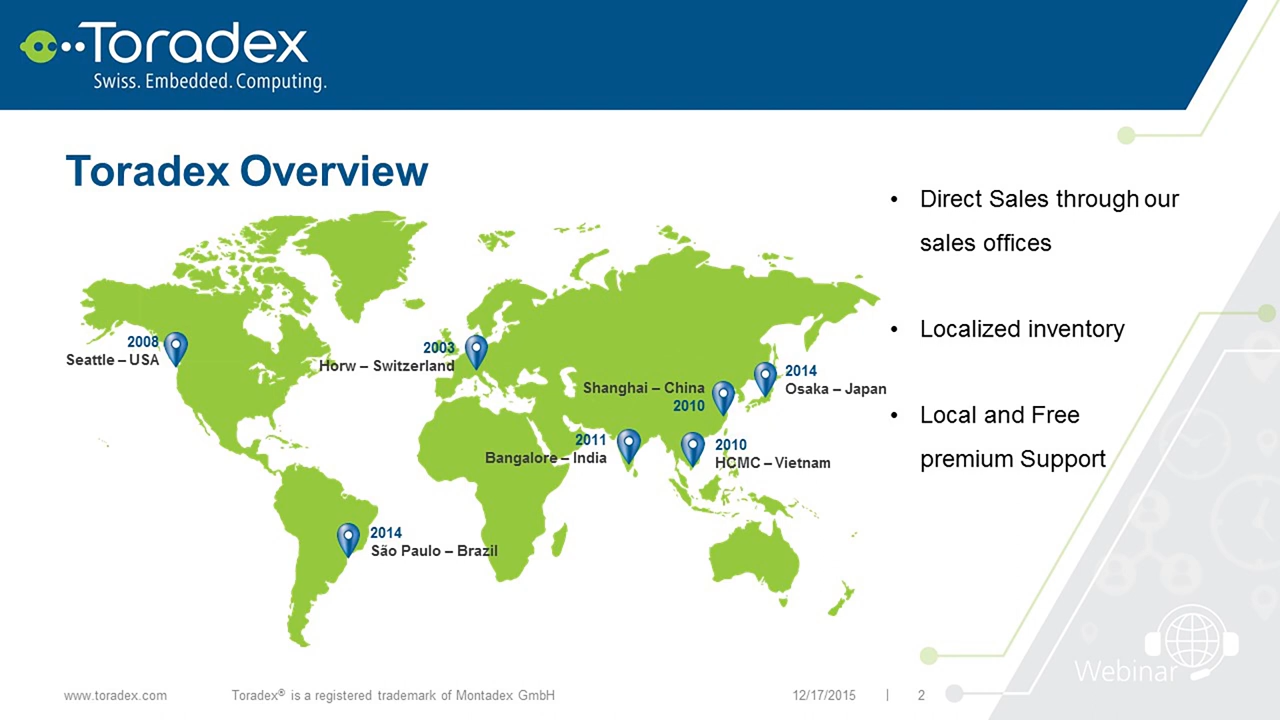 Toradex
Swiss. Embedded. Computing.
Toradex Overview
2008
Seattle – USA
2003
Horw – Switzerland
Shanghai – China
2010
2014
Osaka – Japan
2011
Bangalore – India
2010
HCMC – Vietnam
2014
São Paulo – Brazil
• Direct Sales through our
sales offices
• Localized inventory
• Local and Free
premium Support
Webinar
www.toradex.com
Toradex® is a registered trademark of Montadex GmbH
12/17/2015 | 2